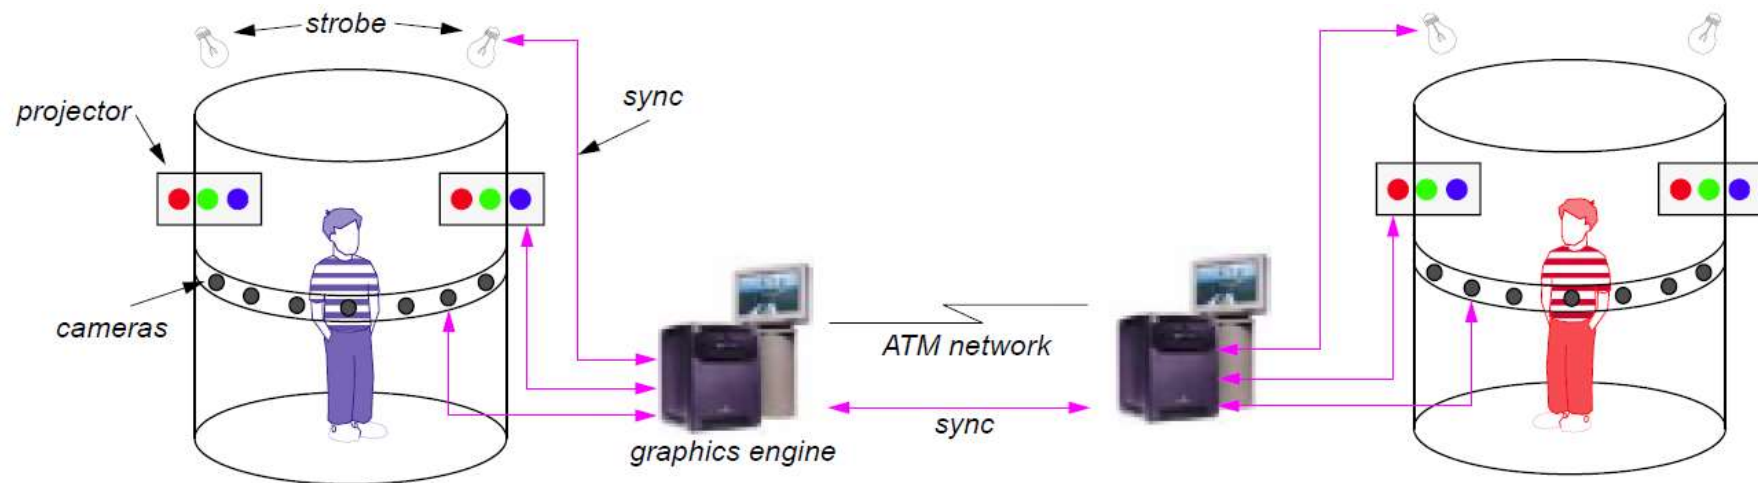 strobe
sync
projector
cameras
ATM network
sync
graphics engine